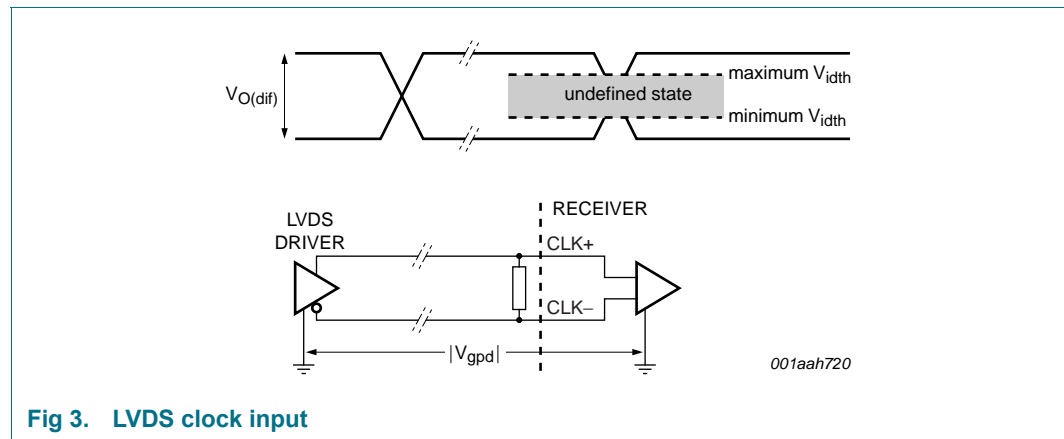 V_O(dif)
maximum V_idth
undefined state
minimum V_idth
LVDS
DRIVER
RECEIVER
CLK+
CLK−
|V_gpd|
001aah720
Fig 3. LVDS clock input